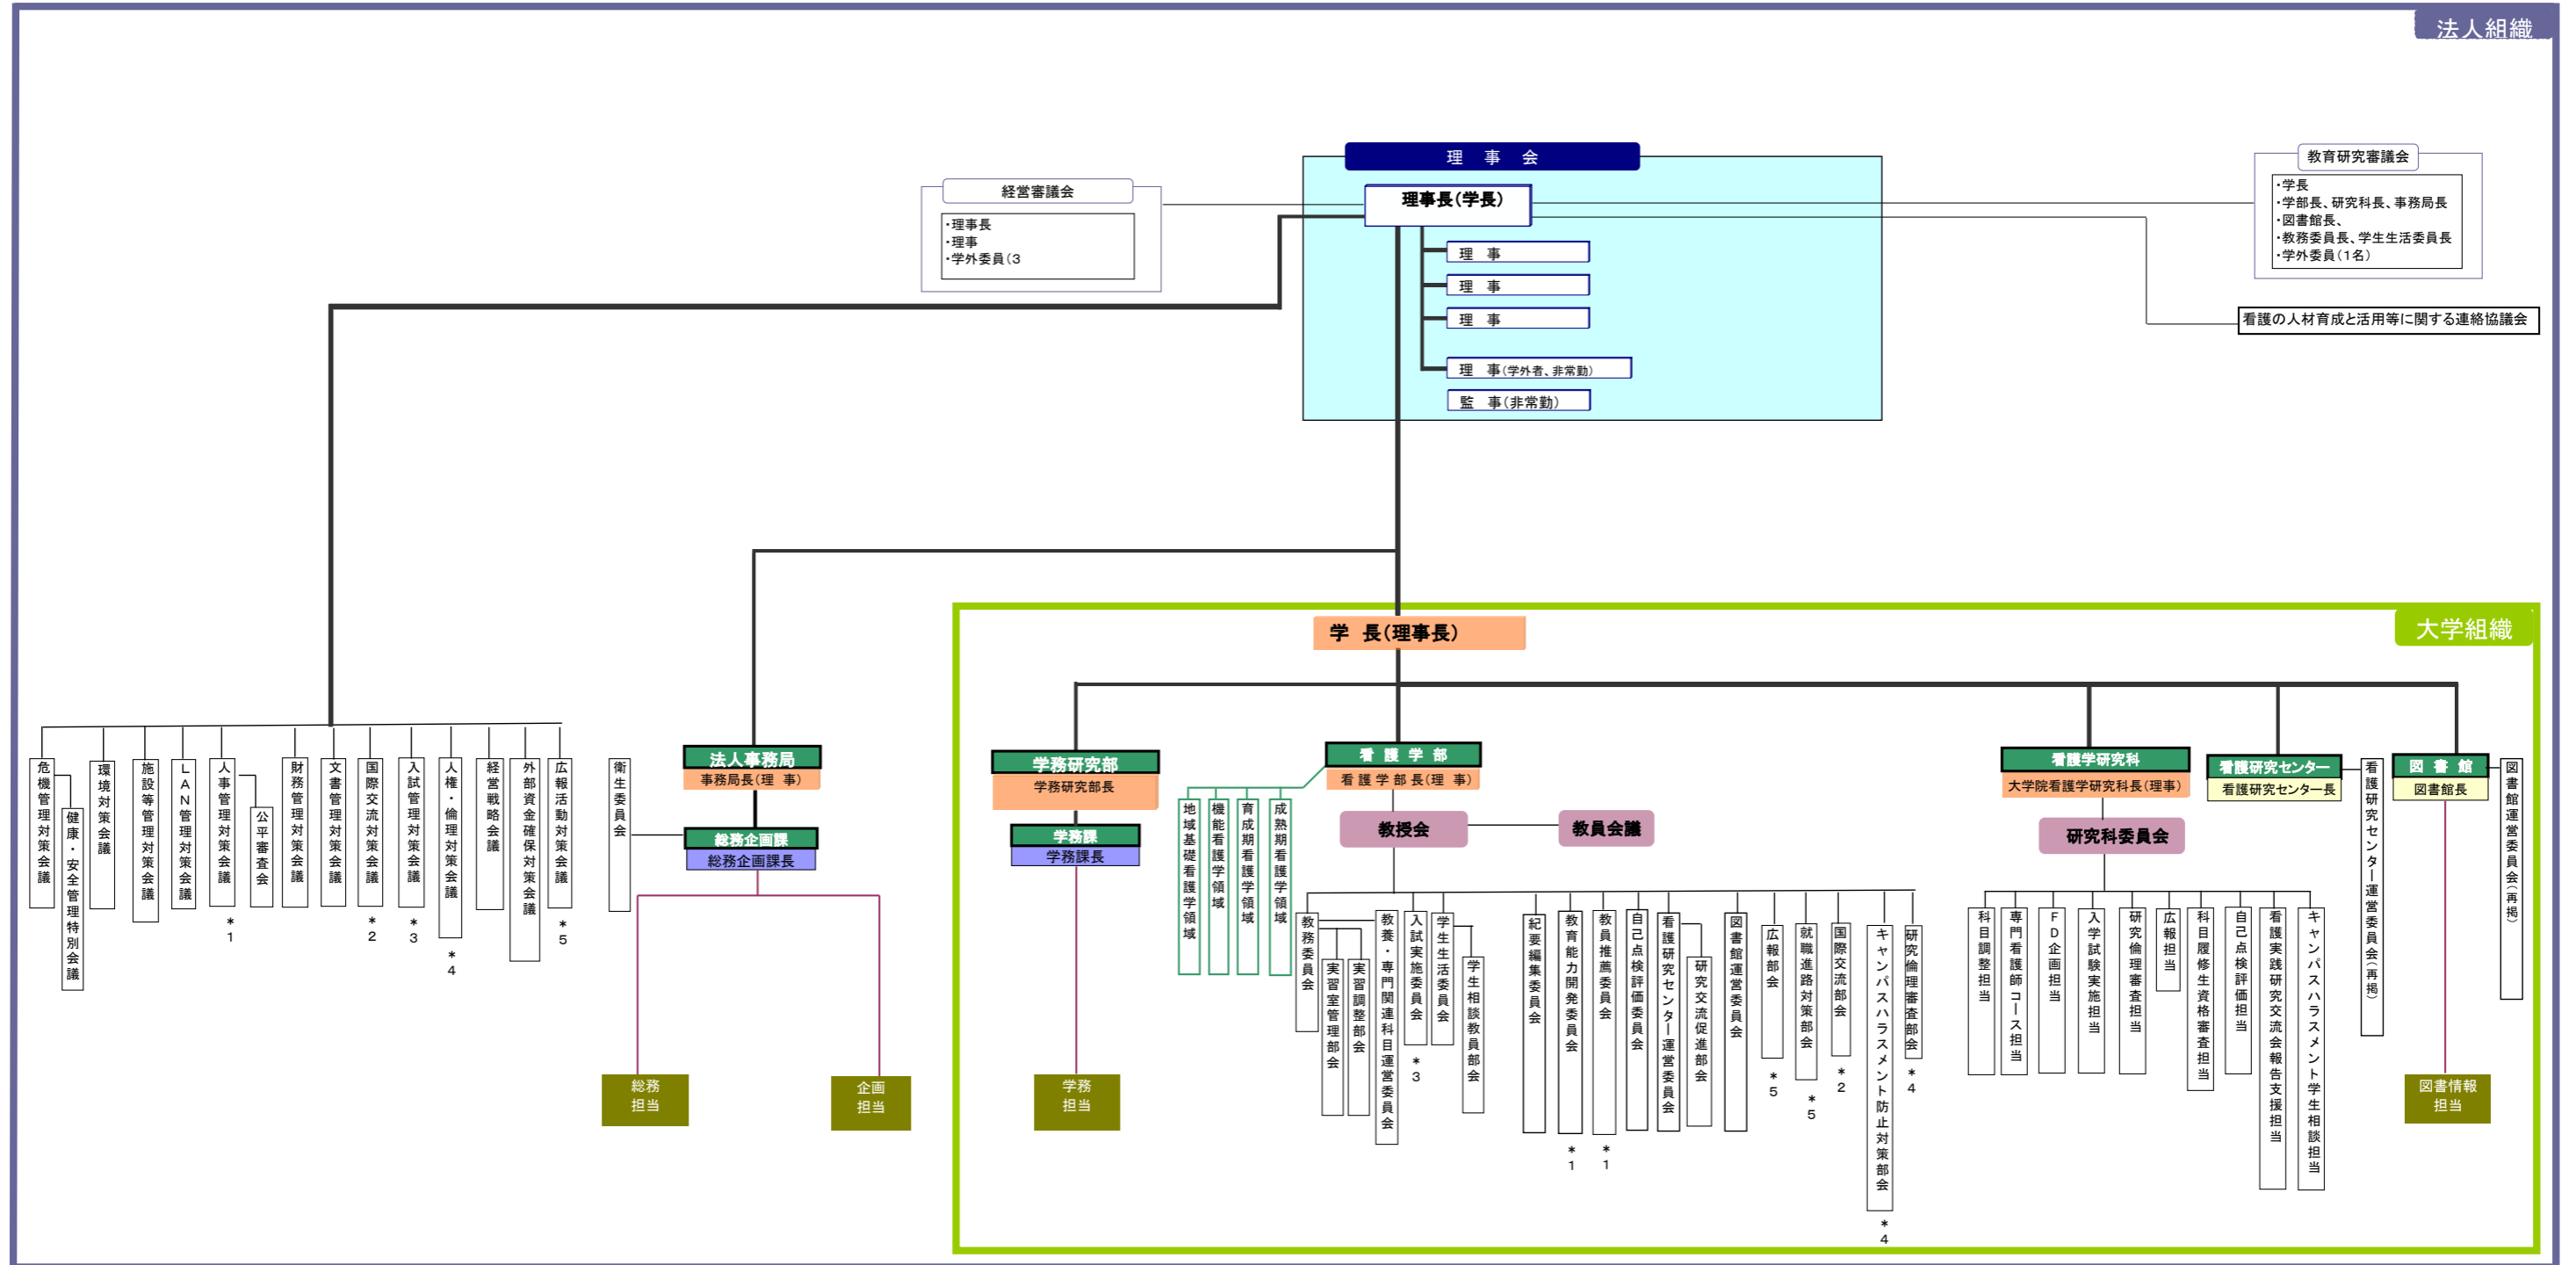 法人組織
理 事 会
教育研究審議会
経営審議会
理事長(学長)
・学長
・学部長、研究科長、事務局長
・図書館長、
・教務委員長、学生生活委員長
・学外委員(1名)
・理事長
・理事
・学外委員(3
理 事
理 事
理 事
看護の人材育成と活用等に関する連絡協議会
理 事(学外者、非常勤)
監 事(非常勤)
学 長(理事長)
大学組織
危機管理対策会議
健康・安全管理特別会議
環境対策会議
施設等管理対策会議
LAN管理対策会議
人事管理対策会議
*1
公平審査会
財務管理対策会議
文書管理対策会議
国際交流対策会議
*2
入試管理対策会議
*3
人権・倫理対策会議
*4
経営戦略会議
外部資金確保対策会議
広報活動対策会議
*5
衛生委員会
法人事務局
事務局長(理 事)
総務企画課
総務企画課長
総務
担当
企画
担当
学務研究部
学務研究部長
学務課
学務課長
学務
担当
看 護 学 部
看 護 学 部 長(理 事)
地域基礎看護学領域
機能看護学領域
育成期看護学領域
成熟期看護学領域
教授会
教員会議
教務委員会
実習室管理部会
実習調整部会
教養・専門関連科目運営委員会
入試実施委員会
*3
学生生活委員会
学生相談教員部会
紀要編集委員会
教育能力開発委員会
*1
教員推薦委員会
*1
自己点検評価委員会
看護研究センター運営委員会
研究交流促進部会
図書館運営委員会
広報部会
*5
就職進路対策部会
*5
国際交流部会
*2
キャンパスハラスメント防止対策部会
*4
研究倫理審査部会
*4
看護学研究科
大学院看護学研究科長(理事)
研究科委員会
科目調整担当
専門看護師コース担当
FD企画担当
入学試験実施担当
研究倫理審査担当
広報担当
科目履修生資格審査担当
自己点検評価担当
看護実践研究交流会報告支援担当
キャンパスハラスメント学生相談担当
看護研究センター
看護研究センター長
看護研究センター運営委員会(再掲)
図 書 館
図書館長
図書館運営委員会(再掲)
図書情報
担当